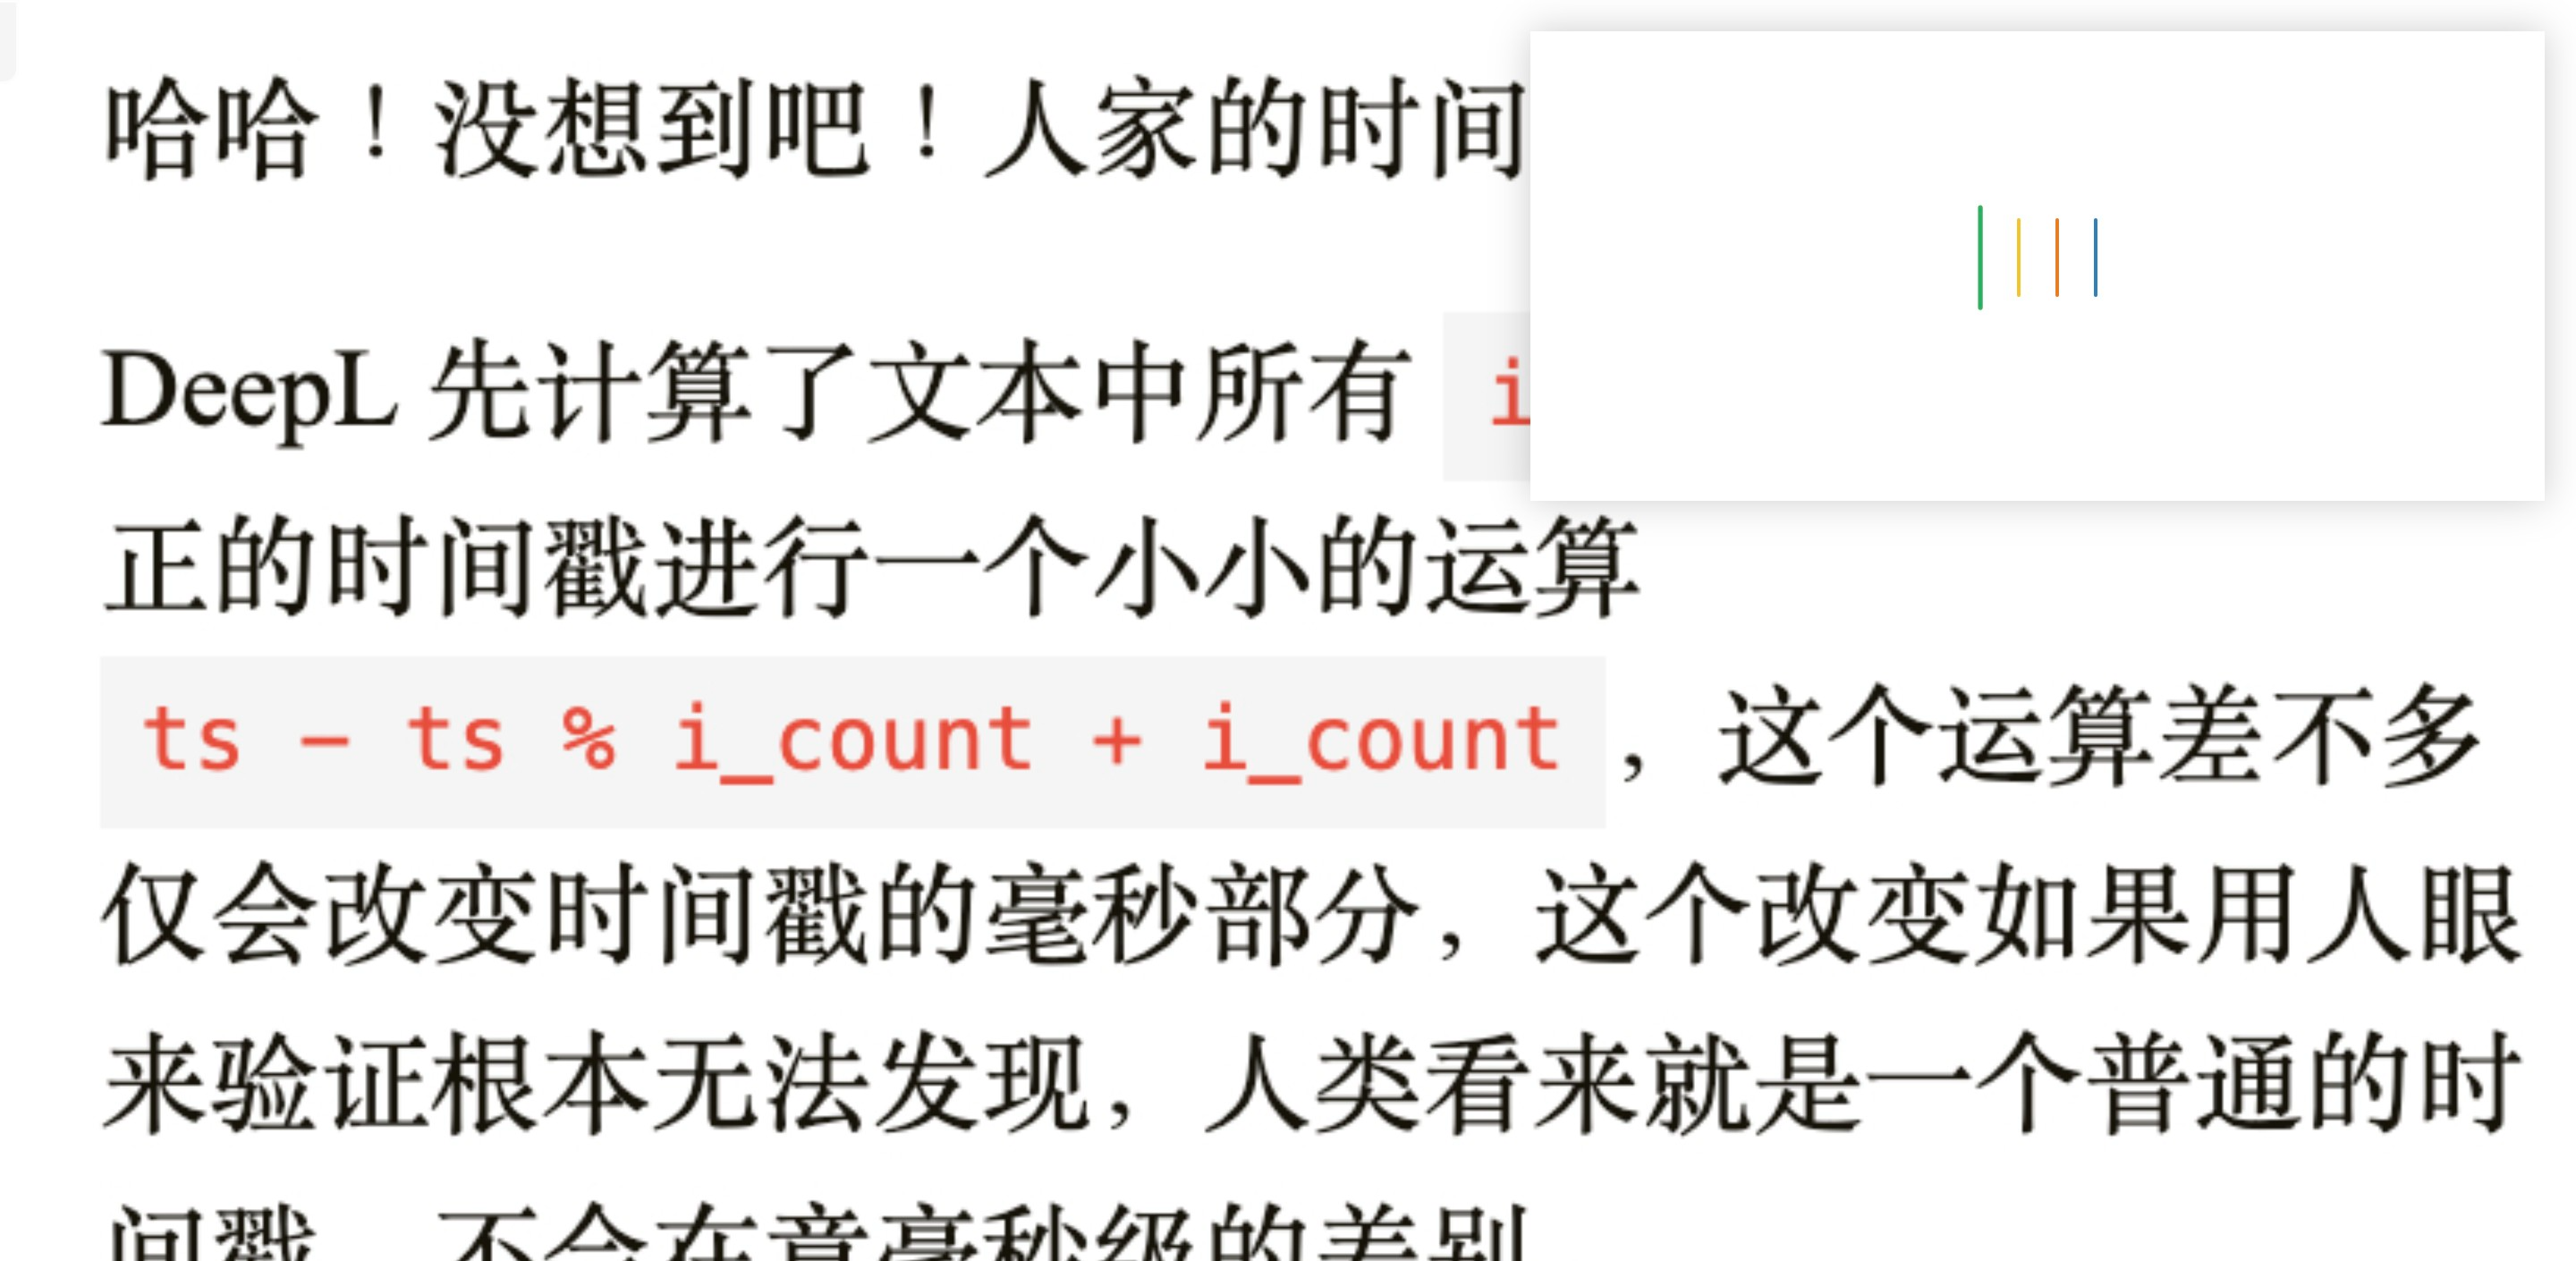 哈哈！没想到吧！人家的时间
DeepL 先计算了文本中所有 i
正的时间戳进行一个小小的运算
ts - ts % i_count + i_count ，这个运算差不多
仅会改变时间戳的毫秒部分，这个改变如果用人眼
来验证根本无法发现，人类看来就是一个普通的时
间戳，不会在意毫秒级的差别